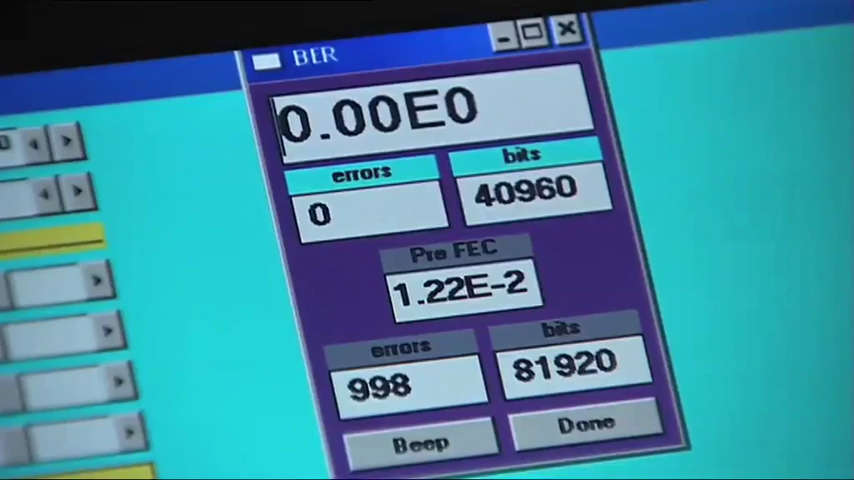 BER
0.00E0
errors bits
0 40960
Pre FEC
1.22E-2
errors bits
998 81920
Beep Done